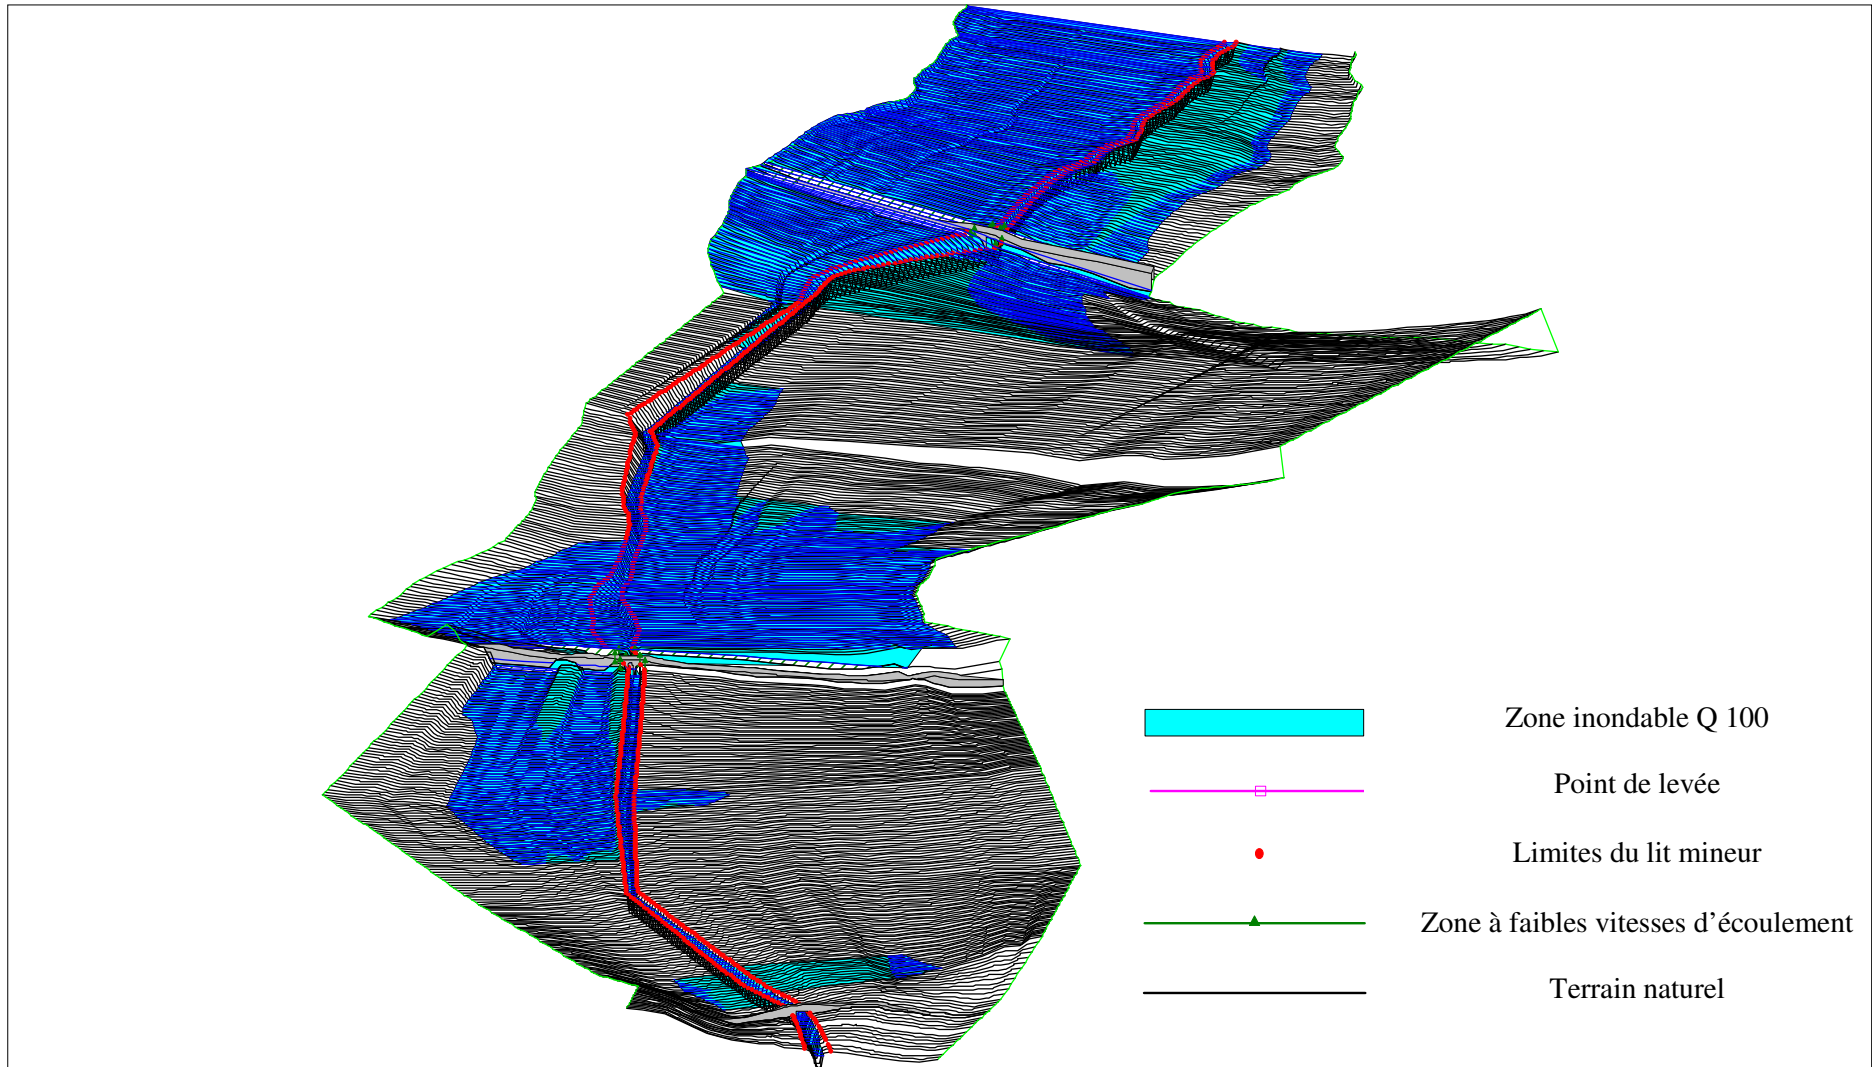 Zone inondable Q 100
Point de levée
Limites du lit mineur
Zone à faibles vitesses d'écoulement
Terrain naturel